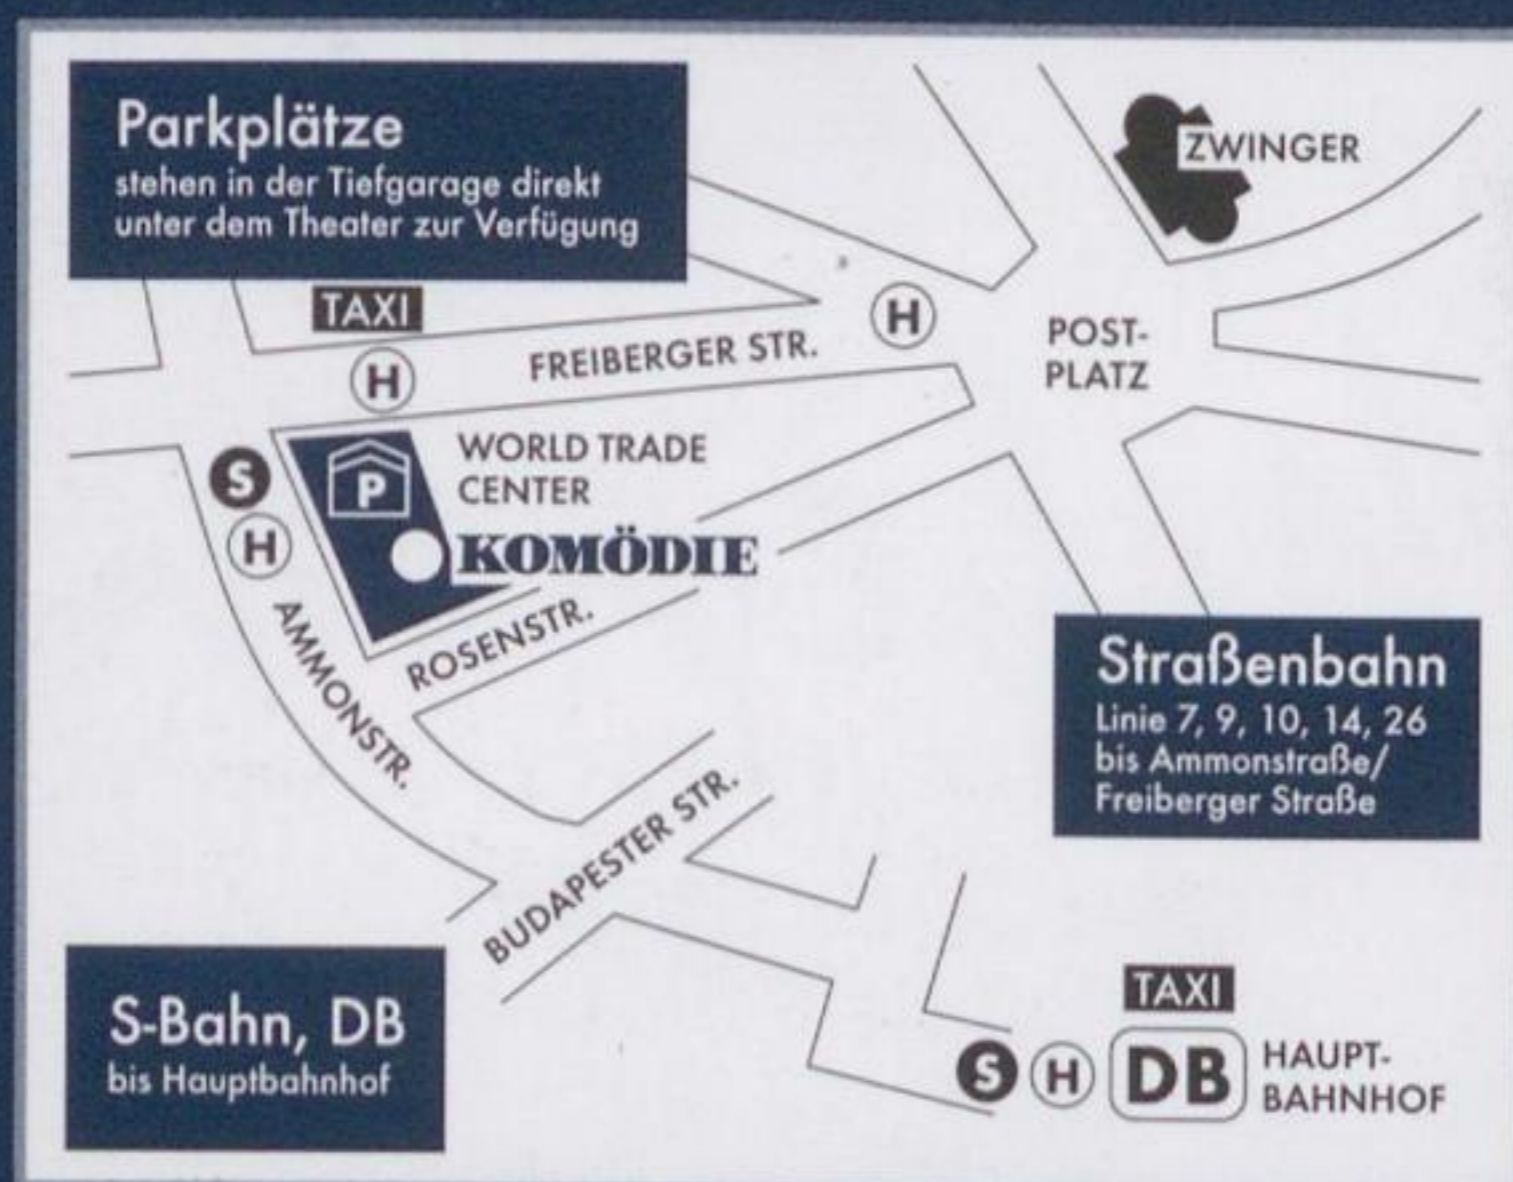 Parkplätze
stehen in der Tiefgarage direkt
unter dem Theater zur Verfügung
ZWINGER
TAXI
H
FREIBERGER STR.
H
POST-
PLATZ
S
H
P
WORLD TRADE
CENTER
KOMÖDIE
AMMONSTR.
ROSENSTR.
Straßenbahn
Linie 7, 9, 10, 14, 26
bis Ammonstraße/
Freiberger Straße
BUDAPESTER STR.
S-Bahn, DB
bis Hauptbahnhof
TAXI
S H DB
HAUPT-
BAHNHOF